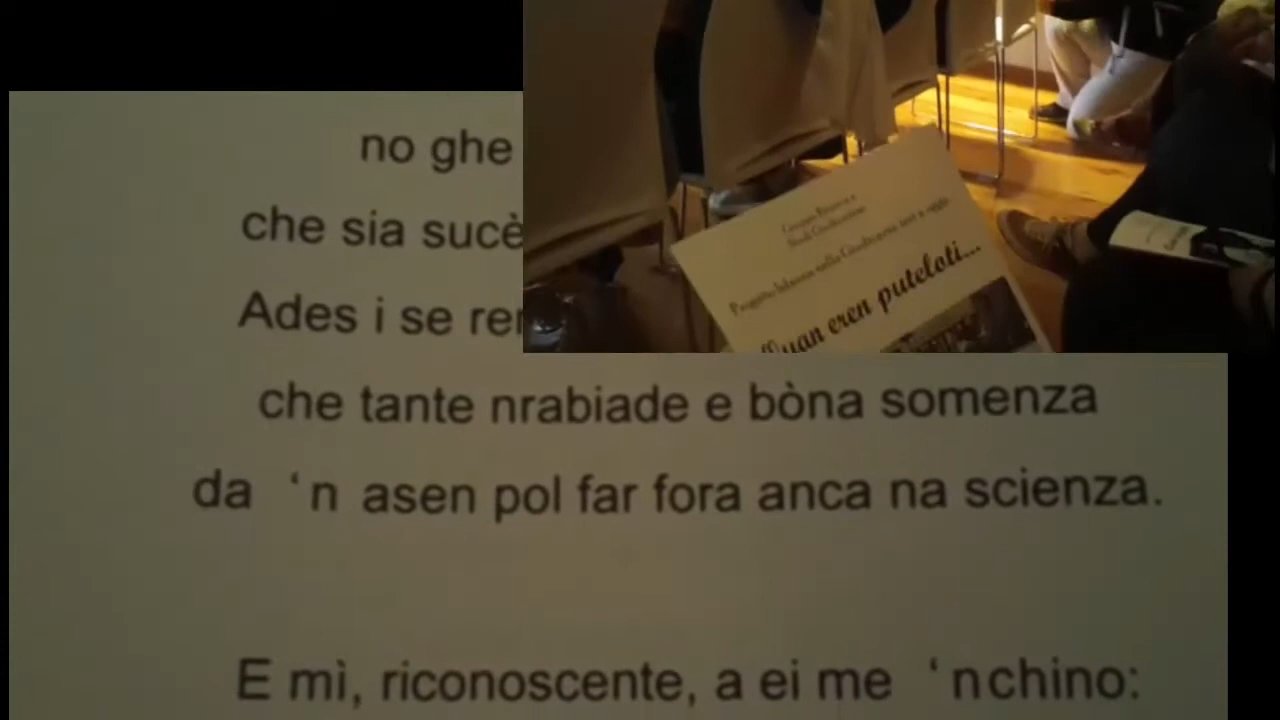 no ghe
che sia sucè
Ades i se rer
che tante nrabiade e bòna somenza
da ‘n asen pol far fora anca na scienza.
E mì, riconoscente, a ei me ‘nchino:
Quan eren puteloti...